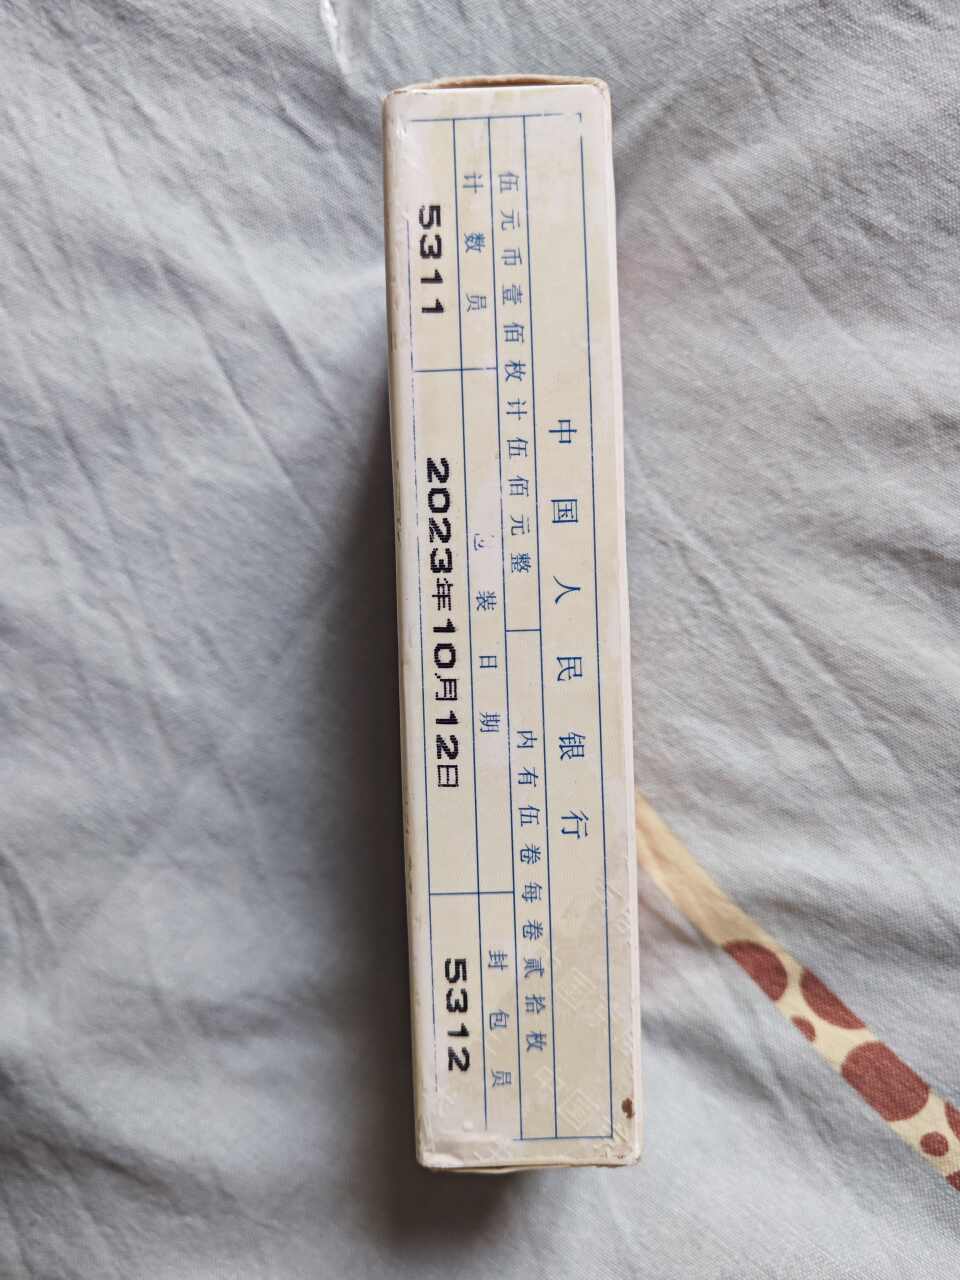 中国人民银行
伍元币壹佰枚计伍佰元整 内有伍卷每卷贰拾枚
计数员 包装日期 封包员
5311 2023年10月12日 5312